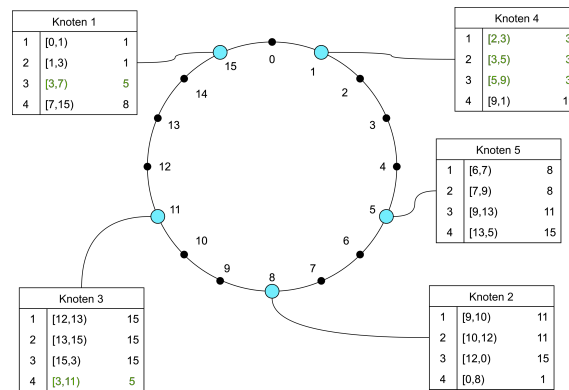 Knoten 1
1 [0,1) 1
2 [1,3) 1
3 [3,7) 5
4 [7,15) 8
Knoten 4
1 [2,3)
2 [3,5)
3 [5,9)
4 [9,1)
15
0
1
14
2
13
3
12
4
Knoten 5
1 [6,7) 8
2 [7,9) 8
3 [9,13) 11
4 [13,5) 15
11
5
10
6
9
8
7
Knoten 3
1 [12,13) 15
2 [13,15) 15
3 [15,3) 15
4 [3,11) 5
Knoten 2
1 [9,10) 11
2 [10,12) 11
3 [12,0) 15
4 [0,8) 1